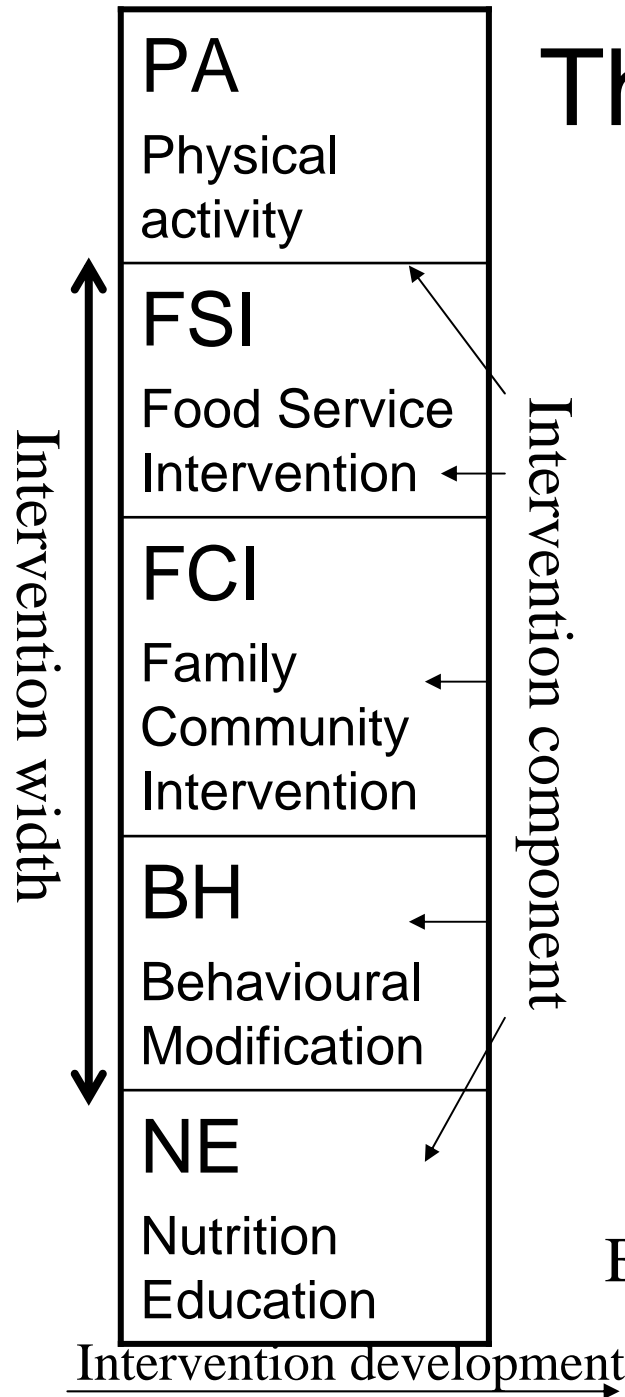 PA
Physical
activity
Th
FSI
Food Service
Intervention
FCI
Family
Community
Intervention
BH
Behavioural
Modification
NE
Nutrition
Education
Intervention width
Intervention component
Intervention development